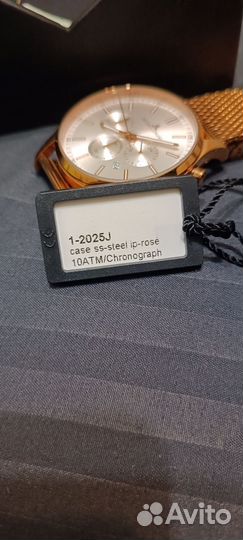 1-2025J
case ss-steel ip-rose
10ATM/Chronograph
Avito